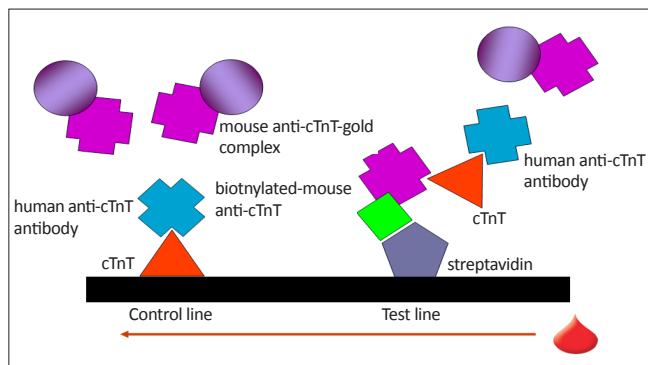 mouse anti-cTnT-gold
complex
human anti-cTnT
antibody
biotnylated-mouse
anti-cTnT
human anti-cTnT
antibody
cTnT
cTnT
streptavidin
Control line
Test line